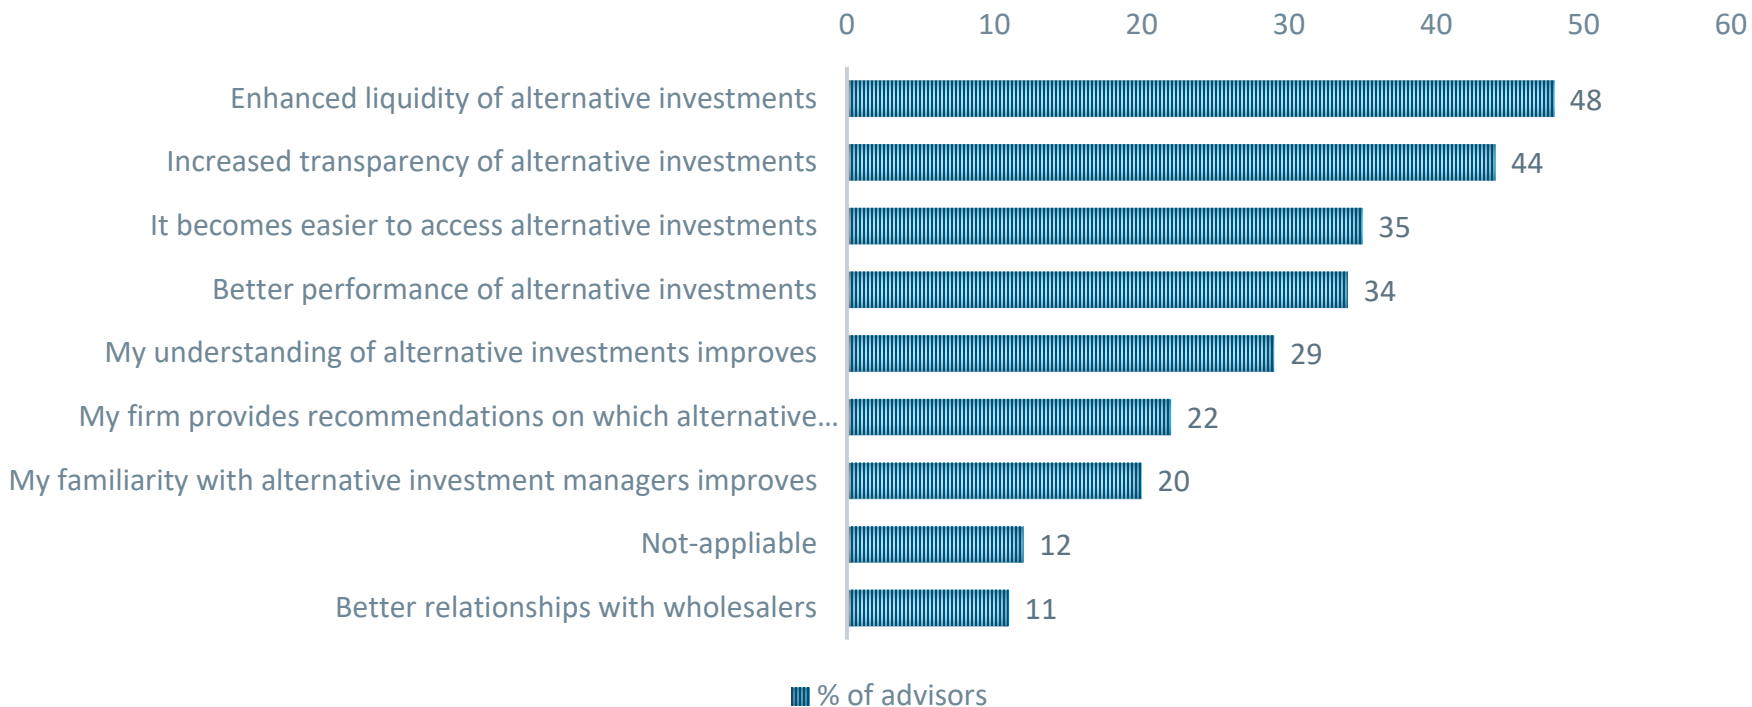 0 10 20 30 40 50 60
Enhanced liquidity of alternative investments 48
Increased transparency of alternative investments 44
It becomes easier to access alternative investments 35
Better performance of alternative investments 34
My understanding of alternative investments improves 29
My firm provides recommendations on which alternative... 22
My familiarity with alternative investment managers improves 20
Not-appliable 12
Better relationships with wholesalers 11
% of advisors